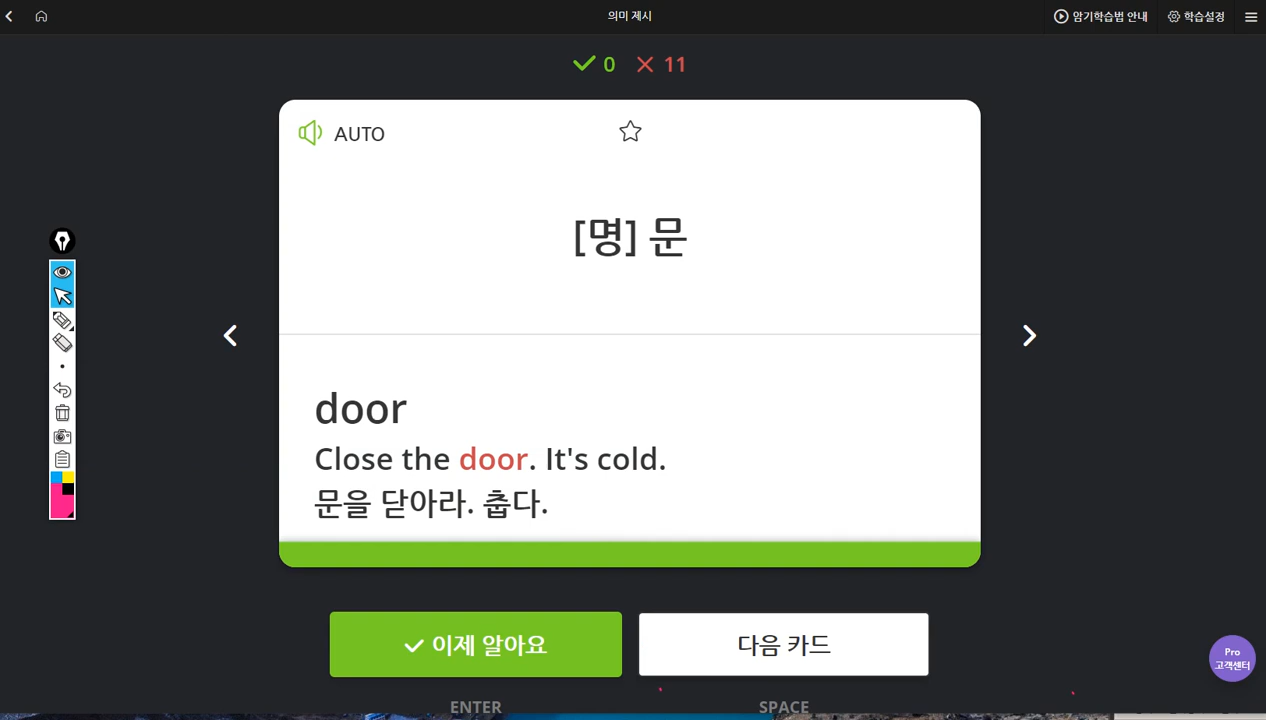 의미 제시
암기학습법 안내
학습설정
0
11
AUTO
[명] 문
door
Close the door. It's cold.
문을 닫아라. 춥다.
이제 알아요
다음 카드
ENTER
SPACE
Pro
고객센터